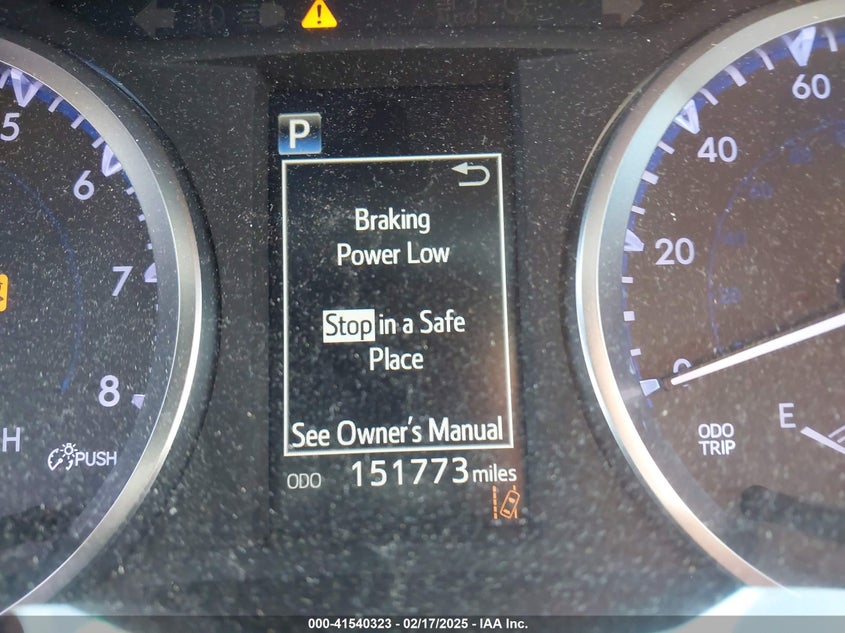 5
6
7
8
H
PUSH
P
Braking
Power Low
Stop in a Safe
Place
See Owner's Manual
ODO 151773 miles
60
40
20
0
ODO
TRIP
E
000-41540323 - 02/17/2025 - IAA Inc.